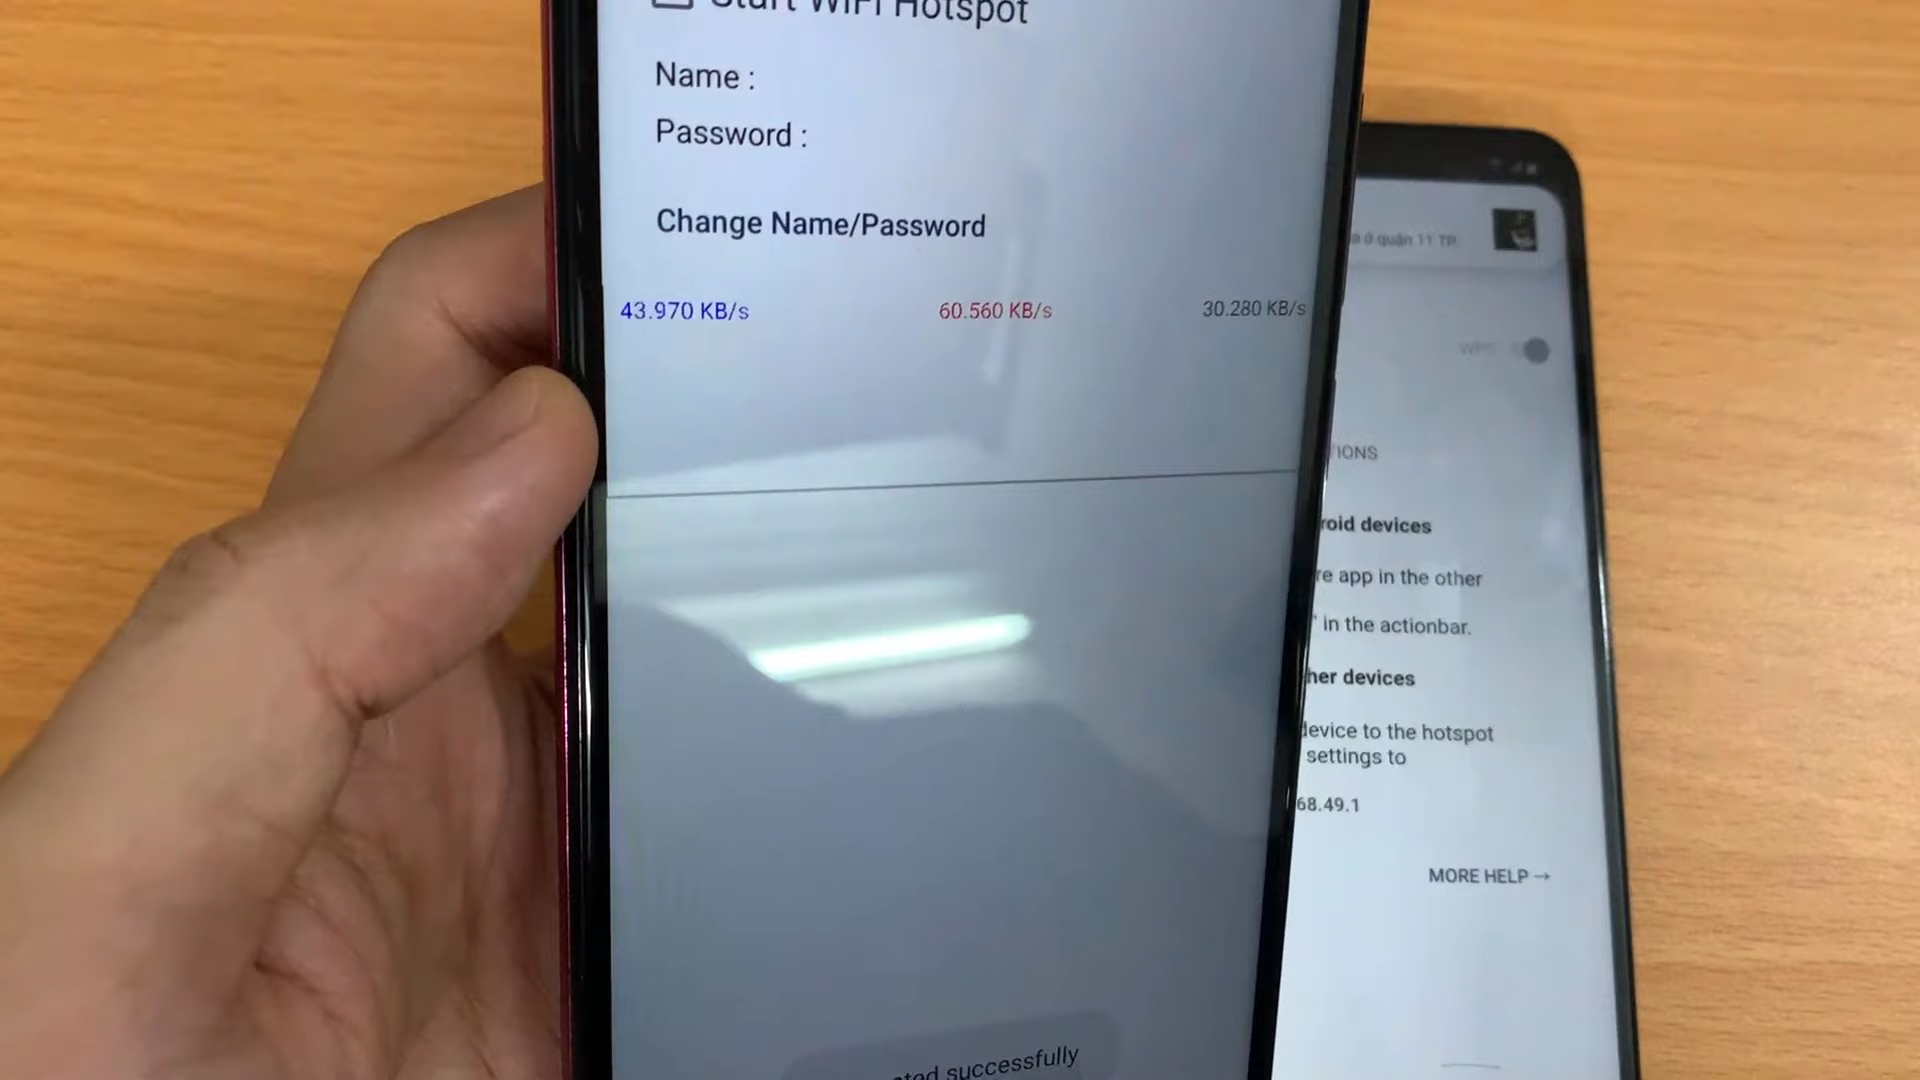 Start WiFi Hotspot
Name :
Password :
Change Name/Password
43.970 KB/s 60.560 KB/s 30.280 KB/s
successfully
ở quận 11 TP.
WPS
IONS
roid devices
re app in the other
in the actionbar.
her devices
device to the hotspot
settings to
68.49.1
MORE HELP →